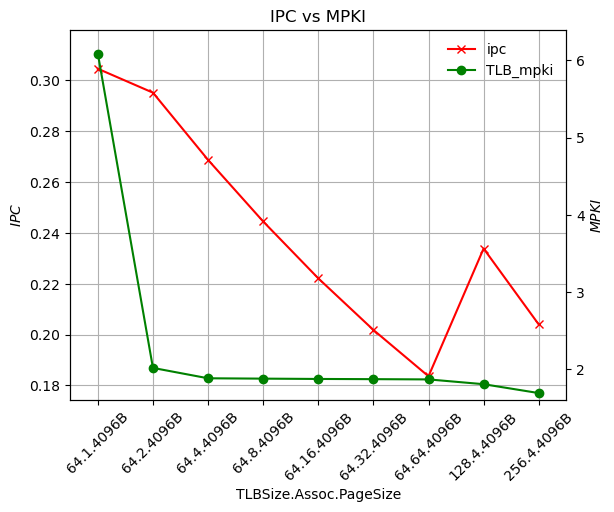 IPC vs MPKI
ipc
TLB_mpki
0.30
0.28
0.26
0.24
0.22
0.20
0.18
IPC
6
5
4
3
2
MPKI
64.1.4096B
64.2.4096B
64.4.4096B
64.8.4096B
64.16.4096B
64.32.4096B
64.64.4096B
128.4.4096B
256.4.4096B
TLBSize.Assoc.PageSize